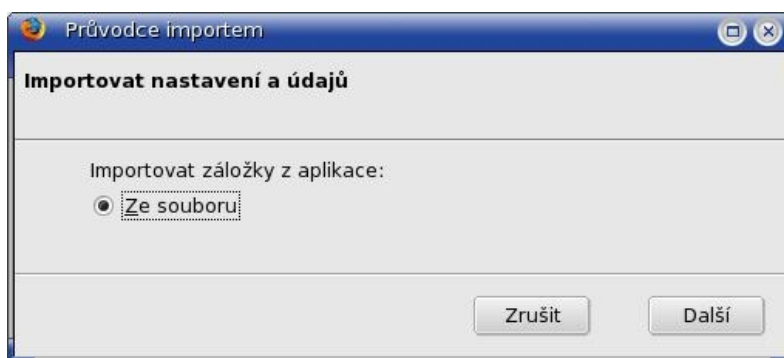 Průvodce importem
Importovat nastavení a údajů
Importovat záložky z aplikace:
Ze souboru
Zrušit
Další